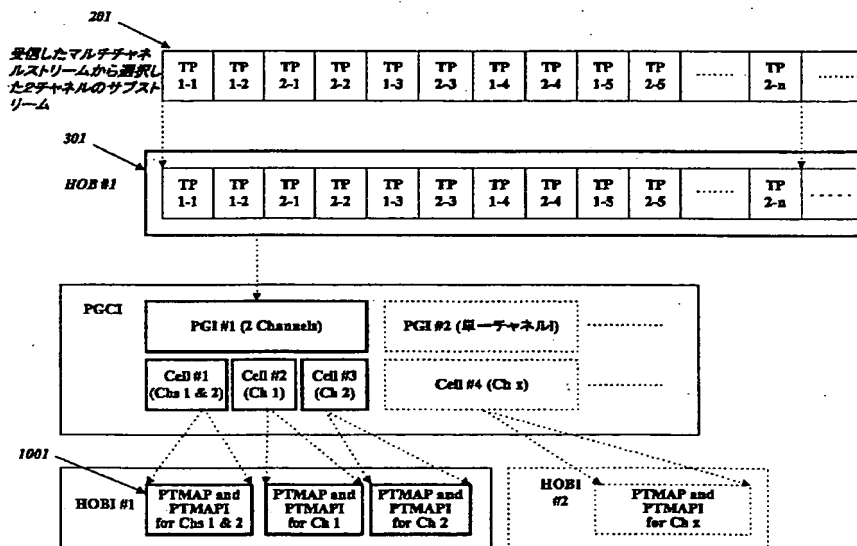 201
受信したマルチチャネ
ルストリームから選択し
た2チャネルのサブスト
リーム
TP 1-1 TP 1-2 TP 2-1 TP 2-2 TP 1-3 TP 2-3 TP 1-4 TP 2-4 TP 1-5 TP 2-5 ........ TP 2-n ........
301
HOB #1
TP 1-1 TP 1-2 TP 2-1 TP 2-2 TP 1-3 TP 2-3 TP 1-4 TP 2-4 TP 1-5 TP 2-5 ........ TP 2-n ........
PGCI
PGI #1 (2 Channels)
PGI #2 (単一チャネル)
Cell #1
(Chs 1 & 2)
Cell #2
(Ch 1)
Cell #3
(Ch 2)
Cell #4 (Ch x)
1001
HOBI #1
PTMAP and
PTMAPI
for Chs 1 & 2
PTMAP and
PTMAPI
for Ch 1
PTMAP and
PTMAPI
for Ch 2
HOBI
#2
PTMAP and
PTMAPI
for Ch x